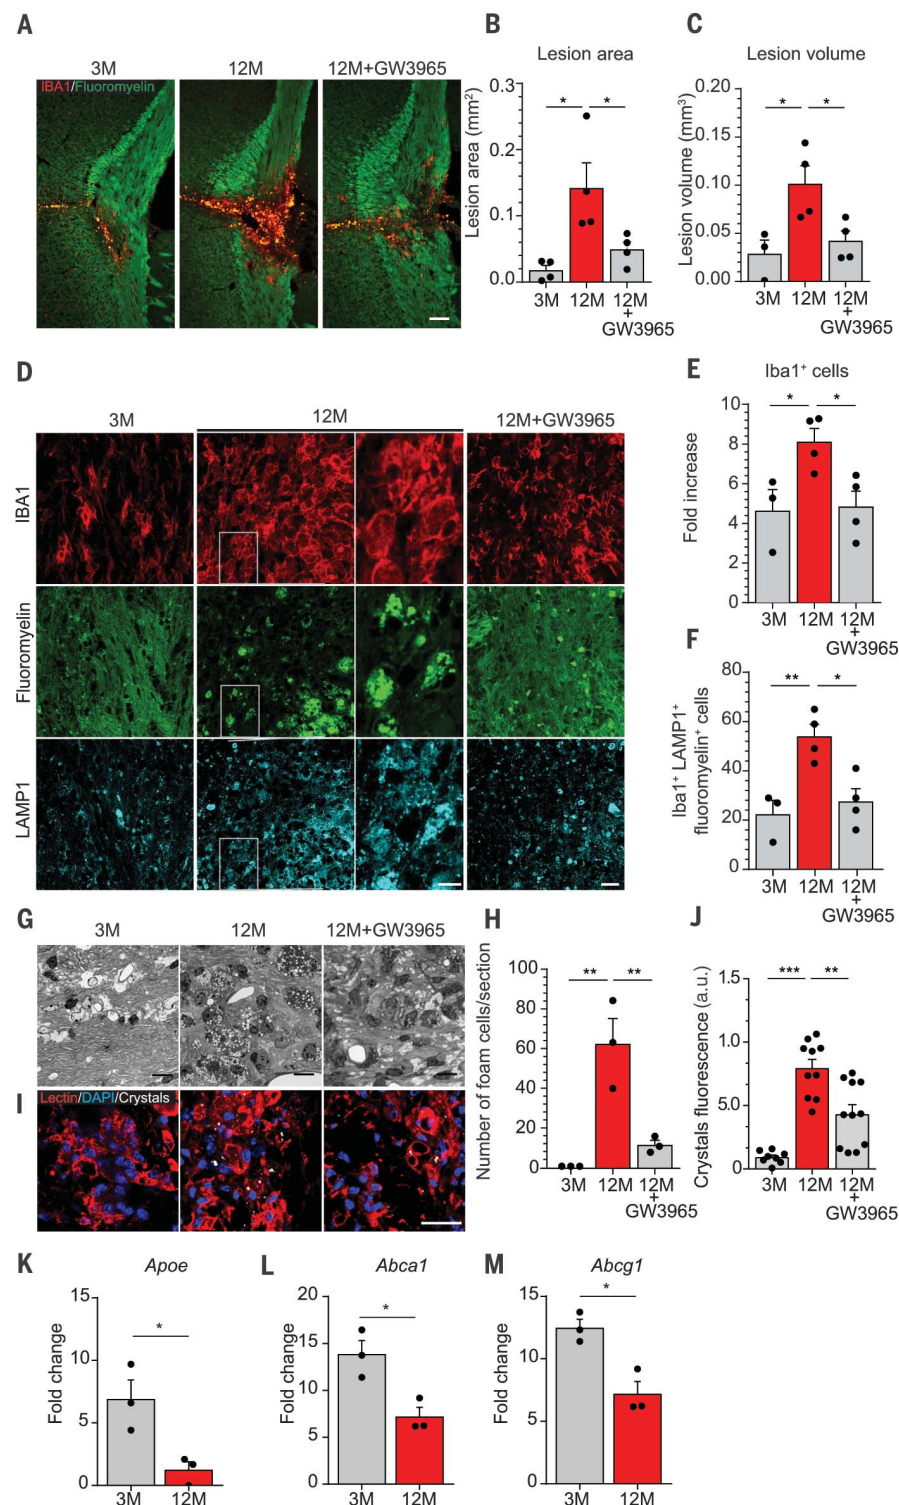 A
3M
12M
12M+GW3965
IBA1/Fluoromyelin
B
Lesion area
Lesion area (mm²)
0.3
0.2
0.1
0.0
*
*
3M
12M
12M
+
GW3965
C
Lesion volume
Lesion volume (mm³)
0.20
0.15
0.10
0.05
0.00
*
*
3M
12M
12M
+
GW3965
D
3M
12M
12M+GW3965
IBA1
Fluoromyelin
LAMP1
E
Iba1⁺ cells
Fold increase
10
8
6
4
2
0
*
*
3M
12M
12M
+
GW3965
F
Iba1⁺ LAMP1⁺
fluoromyelin⁺ cells
80
60
40
20
0
**
*
3M
12M
12M
+
GW3965
G
3M
12M
12M+GW3965
H
Number of foam cells/section
100
80
60
40
20
0
**
**
3M
12M
12M
+
GW3965
I
Lectin/DAPI/Crystals
J
Crystals fluorescence (a.u.)
1.5
1.0
5.0
0
***
**
3M
12M
12M
+
GW3965
K
Apoe
Fold change
15
10
5
0
*
3M
12M
L
Abca1
Fold change
20
15
10
5
0
*
3M
12M
M
Abcg1
Fold change
15
10
5
0
*
3M
12M